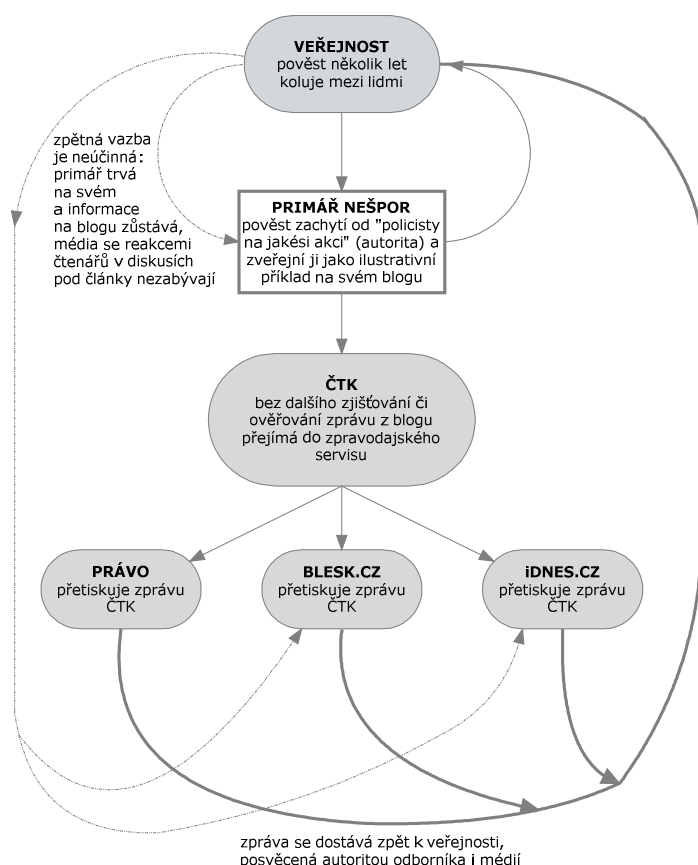 VEŘEJNOST
pověst několik let
koluje mezi lidmi
zpětná vazba
je neúčinná:
primář trvá
na svém
a informace
na blogu zůstává,
média se reakcemi
čtenářů v diskusích
pod články nezabývají
PRIMÁŘ NEŠPOR
pověst zachytí od "policisty
na jakési akci" (autorita) a
zveřejní ji jako ilustrativní
příklad na svém blogu
ČTK
bez dalšího zjišťování či
ověřování zprávu z blogu
přejímá do zpravodajského
servisu
PRÁVO
přetiskuje zprávu
ČTK
BLESK.CZ
přetiskuje zprávu
ČTK
iDNES.CZ
přetiskuje zprávu
ČTK
zpráva se dostává zpět k veřejnosti,
posvěcená autoritou odborníka i médií